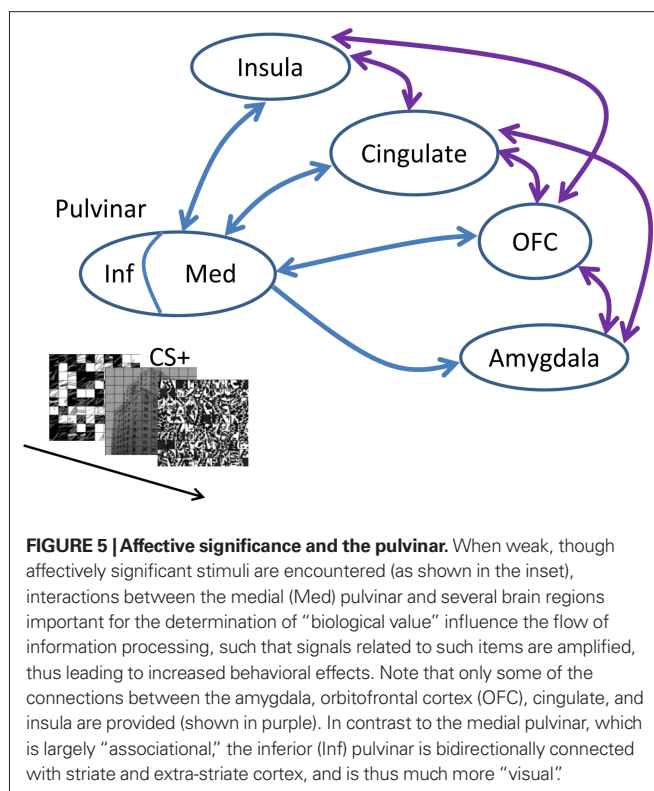 Insula
Cingulate
Pulvinar
OFC
Inf Med
Amygdala
CS+
FIGURE 5 | Affective significance and the pulvinar. When weak, though
affectively significant stimuli are encountered (as shown in the inset),
interactions between the medial (Med) pulvinar and several brain regions
important for the determination of “biological value” influence the flow of
information processing, such that signals related to such items are amplified,
thus leading to increased behavioral effects. Note that only some of the
connections between the amygdala, orbitofrontal cortex (OFC), cingulate, and
insula are provided (shown in purple). In contrast to the medial pulvinar, which
is largely “associational,” the inferior (Inf) pulvinar is bidirectionally connected
with striate and extra-striate cortex, and is thus much more “visual”.